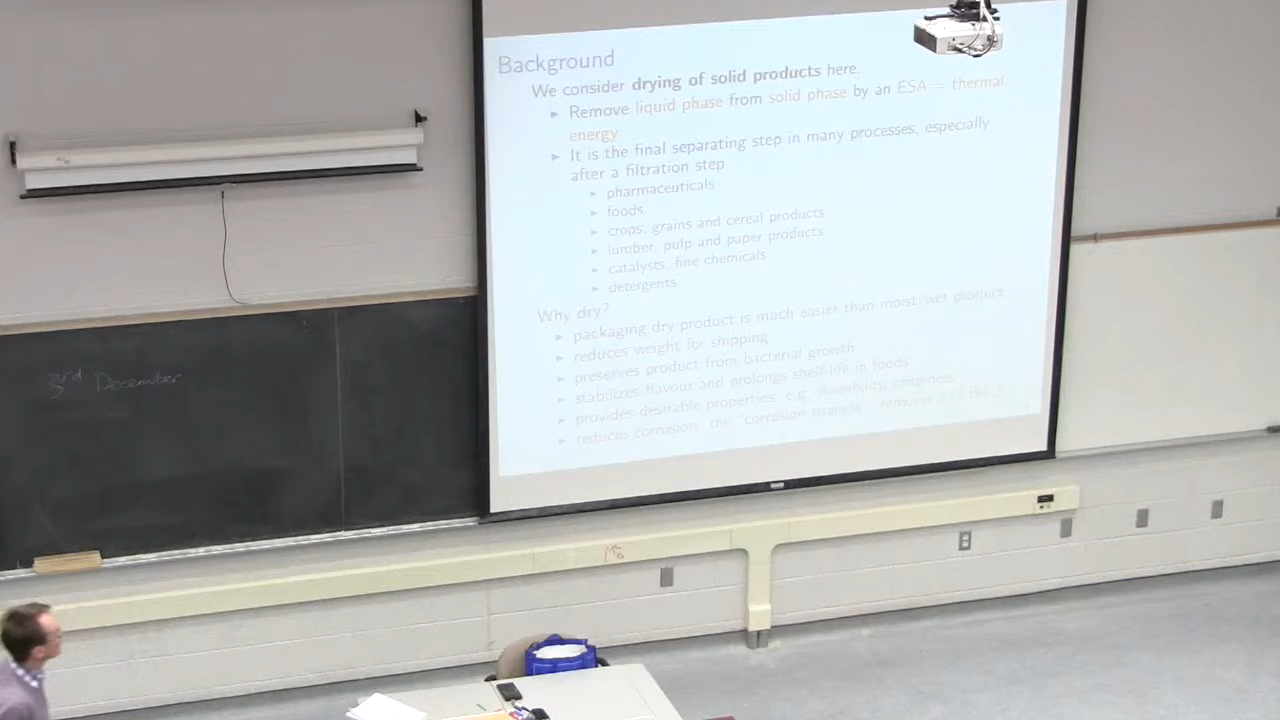 Background
We consider drying of solid products here.
► Remove liquid phase from solid phase by an ESA = thermal
energy
► It is the final separating step in many processes, especially
after a filtration step
► pharmaceuticals
► foods
► crops, grains and cereal products
► lumber, pulp and paper products
► catalysts, fine chemicals
► detergents
Why dry?
► packaging dry product is much easier than moist/wet product
► reduces weight for shipping
► preserves product from bacterial growth
► stabilizes flavour and prolongs shelf-life in foods
► provides desirable properties: e.g. flowability, crispiness
► reduces corrosion: the "corrosion triangle": removes
3rd December